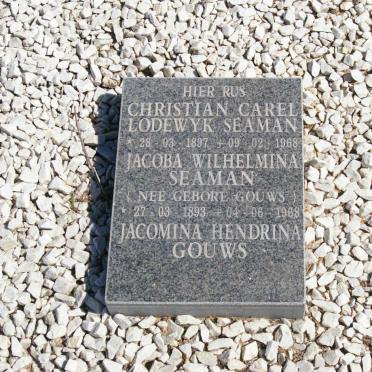 HIER RUS
CHRISTIAN CAREL
LODEWYK SEAMAN
* 28 - 03 - 1897 + 09 - 02 - 1968
JACOBA WILHELMINA
SEAMAN
( NEE GEBORE GOUWS )
* 27 - 03 - 1893 + 04 - 06 - 1968
JACOMINA HENDRINA
GOUWS